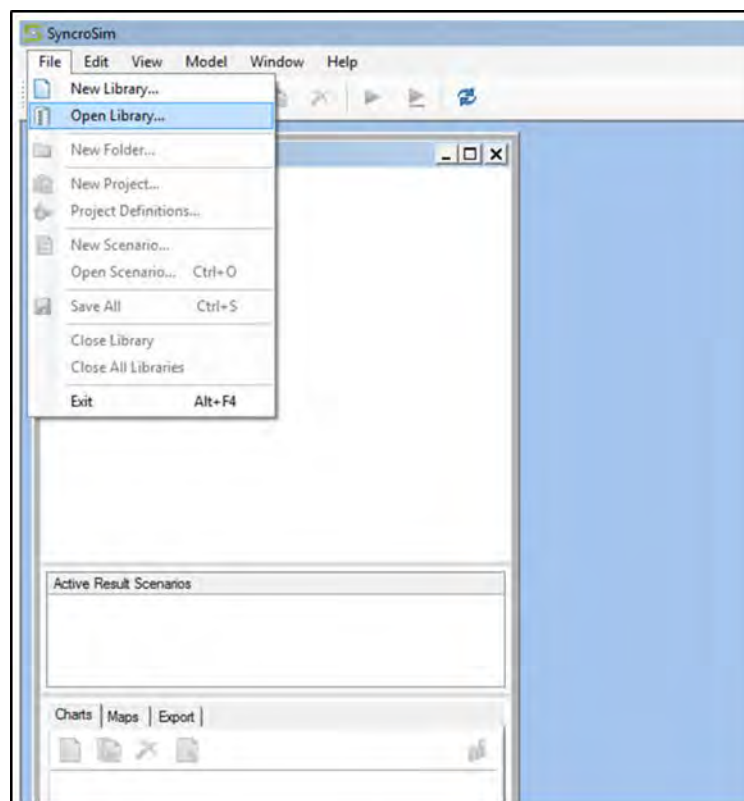 SyncroSim
File Edit View Model Window Help
New Library...
Open Library...
New Folder...
New Project...
Project Definitions...
New Scenario...
Open Scenario... Ctrl+O
Save All Ctrl+S
Close Library
Close All Libraries
Exit Alt+F4
Active Result Scenarios
Charts Maps Export